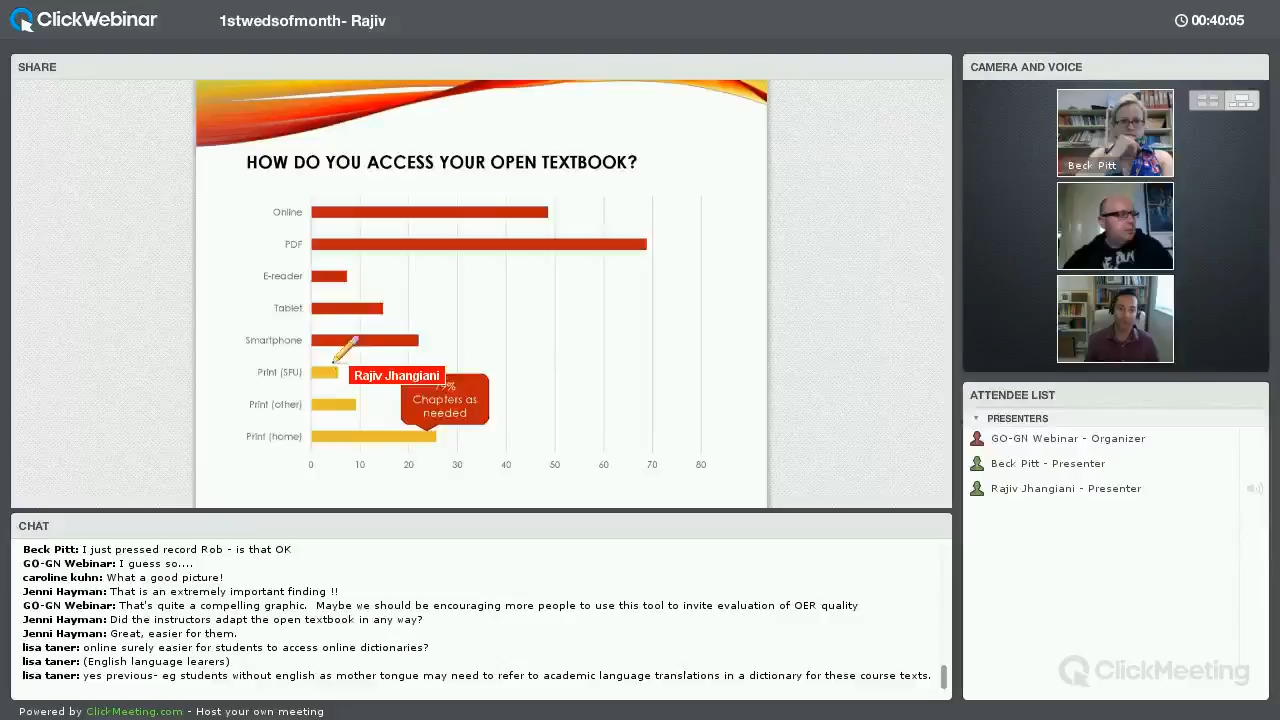 ClickWebinar
1stwedsofmonth- Rajiv
00:40:05
SHARE
HOW DO YOU ACCESS YOUR OPEN TEXTBOOK?
Online
PDF
E-reader
Tablet
Smartphone
Print (SFU)
Rajiv Jhangiani
79%
Chapters as
needed
Print (other)
Print (home)
0 10 20 30 40 50 60 70 80
CAMERA AND VOICE
Beck Pitt
ATTENDEE LIST
PRESENTERS
GO-GN Webinar - Organizer
Beck Pitt - Presenter
Rajiv Jhangiani - Presenter
CHAT
Beck Pitt: I just pressed record Rob - is that OK
GO-GN Webinar: I guess so....
caroline kuhn: What a good picture!
Jenni Hayman: That is an extremely important finding !!
GO-GN Webinar: That's quite a compelling graphic. Maybe we should be encouraging more people to use this tool to invite evaluation of OER quality
Jenni Hayman: Did the instructors adapt the open textbook in any way?
Jenni Hayman: Great, easier for them.
lisa taner: online surely easier for students to access online dictionaries?
lisa taner: (English language learers)
lisa taner: yes previous- eg students without english as mother tongue may need to refer to academic language translations in a dictionary for these course texts.
ClickMeeting
Powered by ClickMeeting.com - Host your own meeting